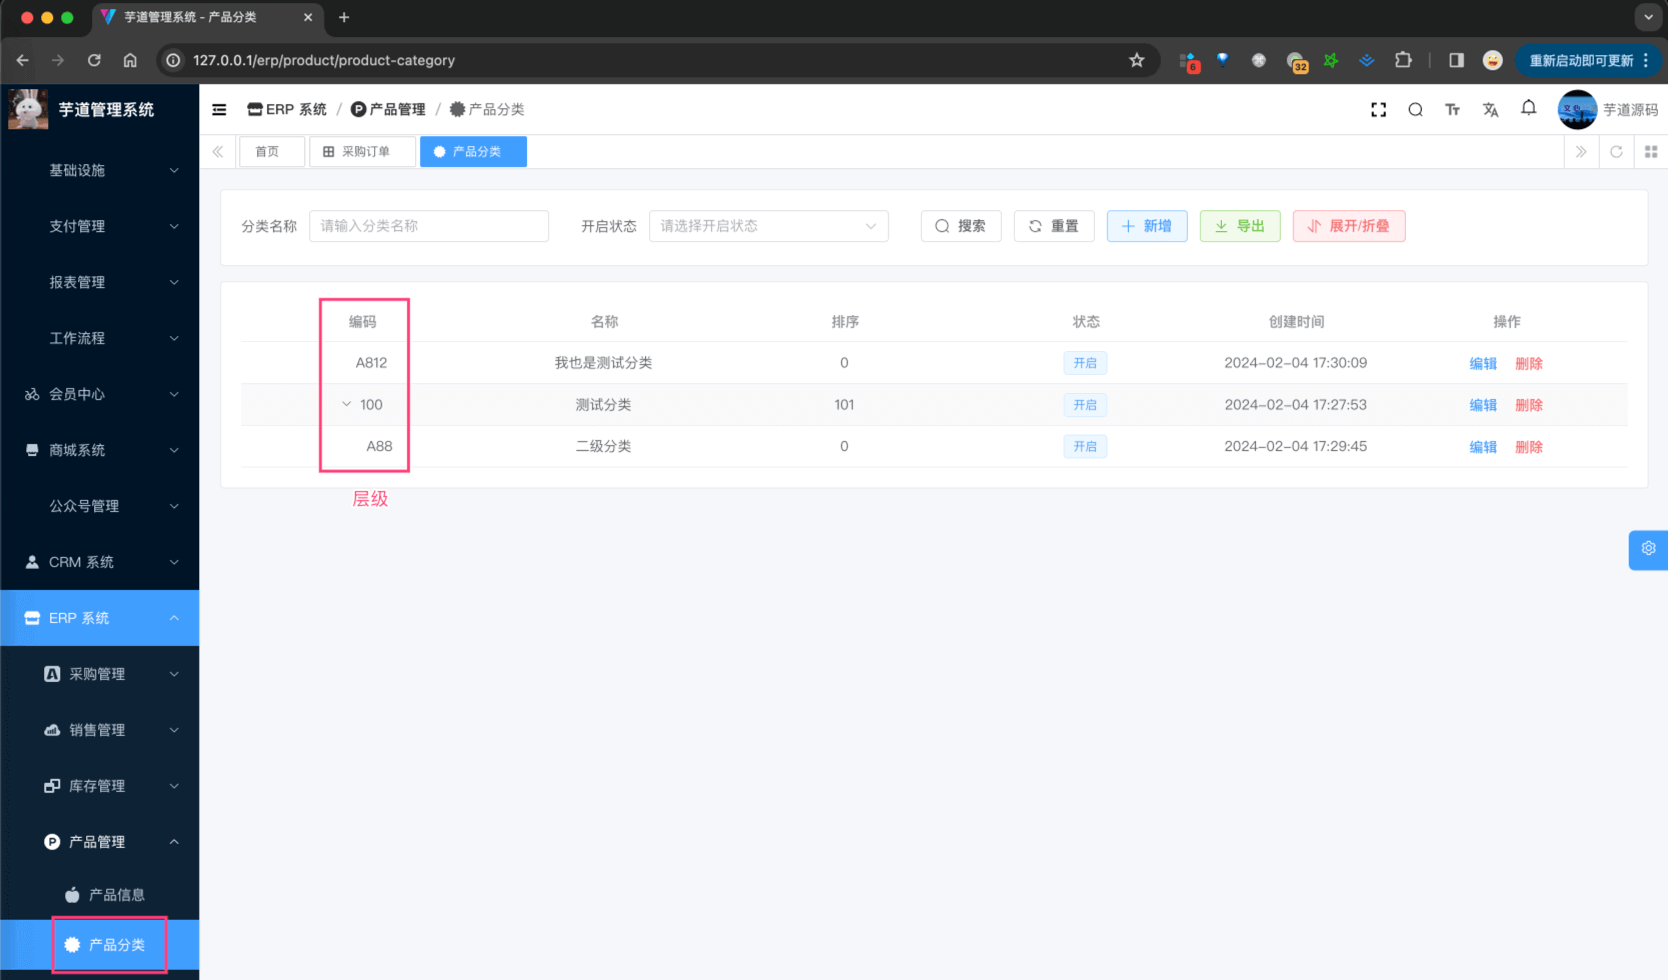 芋道管理系统 - 产品分类
127.0.0.1/erp/product/product-category
6
32
重新启动即可更新
芋道管理系统
ERP 系统 / 产品管理 / 产品分类
芋道源码
首页
采购订单
产品分类
基础设施
支付管理
报表管理
工作流程
会员中心
商城系统
公众号管理
CRM 系统
ERP 系统
采购管理
销售管理
库存管理
产品管理
产品信息
产品分类
分类名称 请输入分类名称 开启状态 请选择开启状态 搜索 重置 新增 导出 展开/折叠
编码 名称 排序 状态 创建时间 操作
A812 我也是测试分类 0 开启 2024-02-04 17:30:09 编辑 删除
100 测试分类 101 开启 2024-02-04 17:27:53 编辑 删除
A88 二级分类 0 开启 2024-02-04 17:29:45 编辑 删除
层级